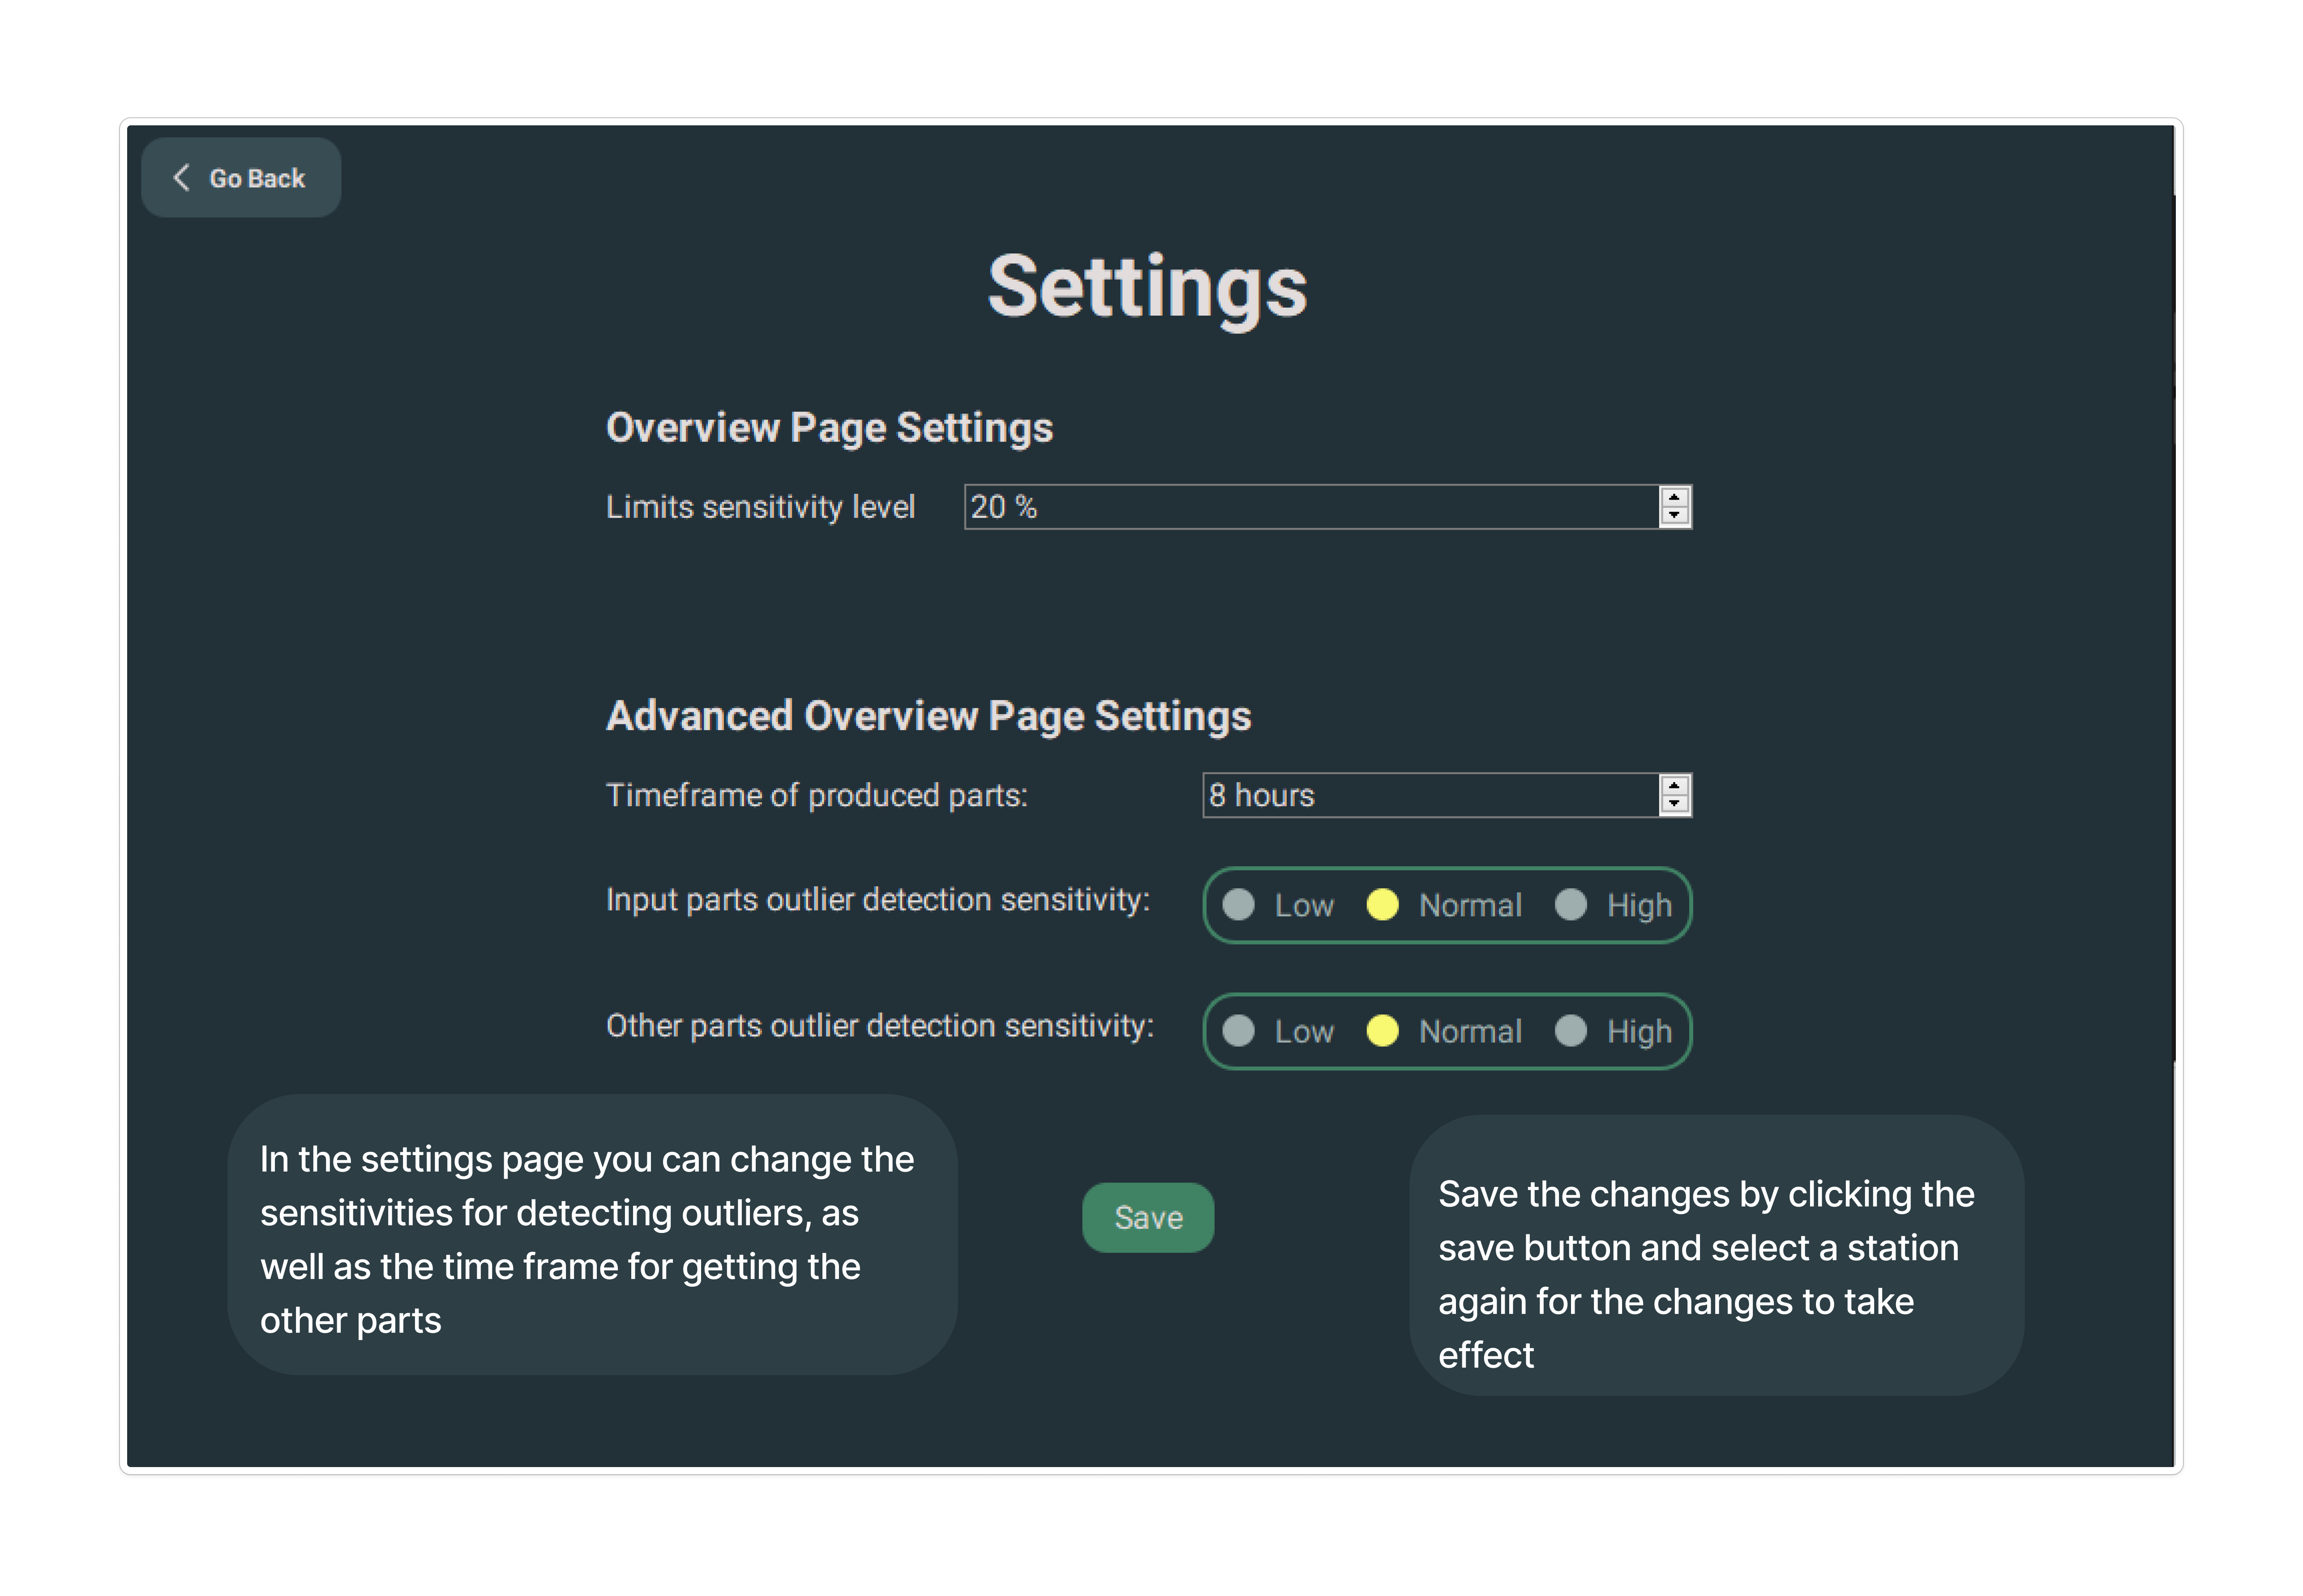 Go Back
Settings
Overview Page Settings
Limits sensitivity level 20 %
Advanced Overview Page Settings
Timeframe of produced parts: 8 hours
Input parts outlier detection sensitivity: Low Normal High
Other parts outlier detection sensitivity: Low Normal High
In the settings page you can change the
sensitivities for detecting outliers, as
well as the time frame for getting the
other parts
Save
Save the changes by clicking the
save button and select a station
again for the changes to take
effect